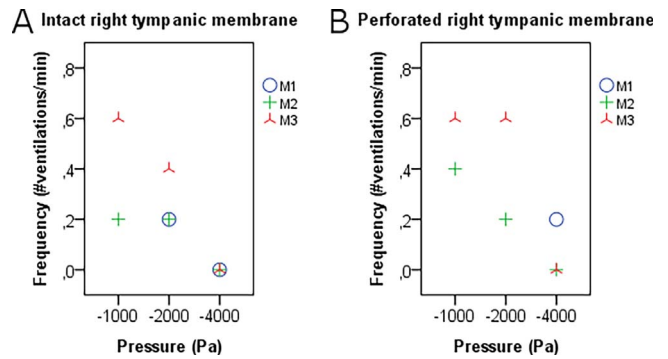 A Intact right tympanic membrane
Frequency (#ventilations/min)
,8
,6
,4
,2
,0
-1000 -2000 -4000
Pressure (Pa)
M1
M2
M3
B Perforated right tympanic membrane
Frequency (#ventilations/min)
,8
,6
,4
,2
,0
-1000 -2000 -4000
Pressure (Pa)
M1
M2
M3